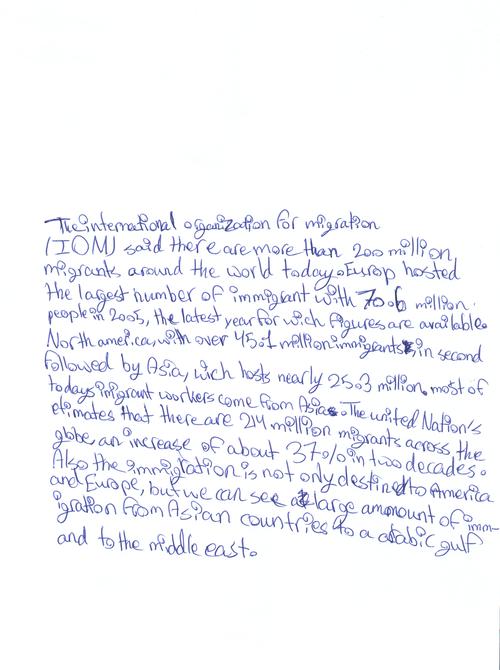 The international organization for migration
(IOM) said there are more than 200 million
migrants around the world today. Europ hosted
the largest number of immigrant with 70.6 million
people in 2005, the latest year for wich figures are available.
North america, with over 45.1 million immigrants, is in second
followed by Asia, wich hosts nearly 25.3 million, most of
todays imigrant workers come from Asia. The united Nation's
etimates that there are 214 million migrants across the
globe, an increase of about 37% in two decades.
Also the immigration is not only destined to America
and Europe, but we can see a large amount of imm-
igration from Asian countries to a arabic gulf
and to the middle east.